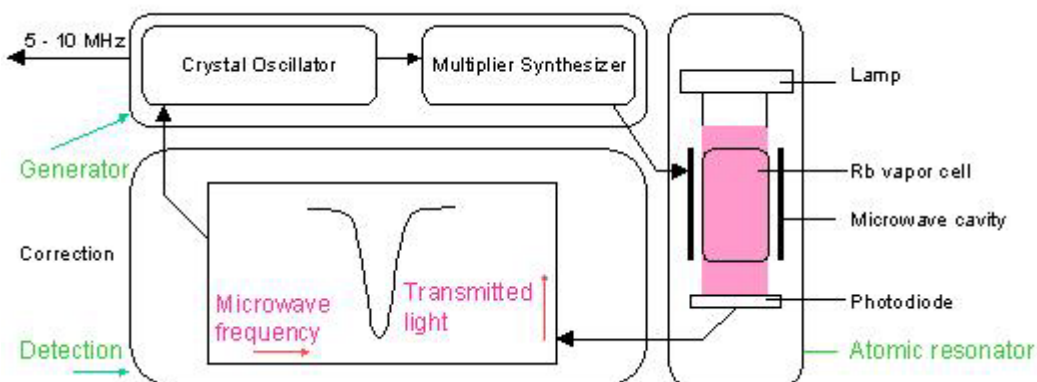 5 - 10 MHz
Crystal Oscillator
Multiplier Synthesizer
Lamp
Generator
Rb vapor cell
Microwave cavity
Correction
Microwave
frequency
Transmitted
light
Photodiode
Detection
Atomic resonator